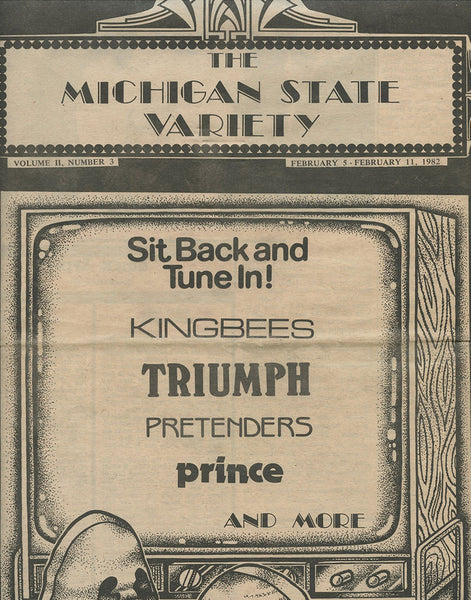 THE
MICHIGAN STATE
VARIETY
VOLUME II, NUMBER 3
FEBRUARY 5 - FEBRUARY 11, 1982
Sit Back and
Tune In!
KINGBEES
TRIUMPH
PRETENDERS
prince
AND MORE